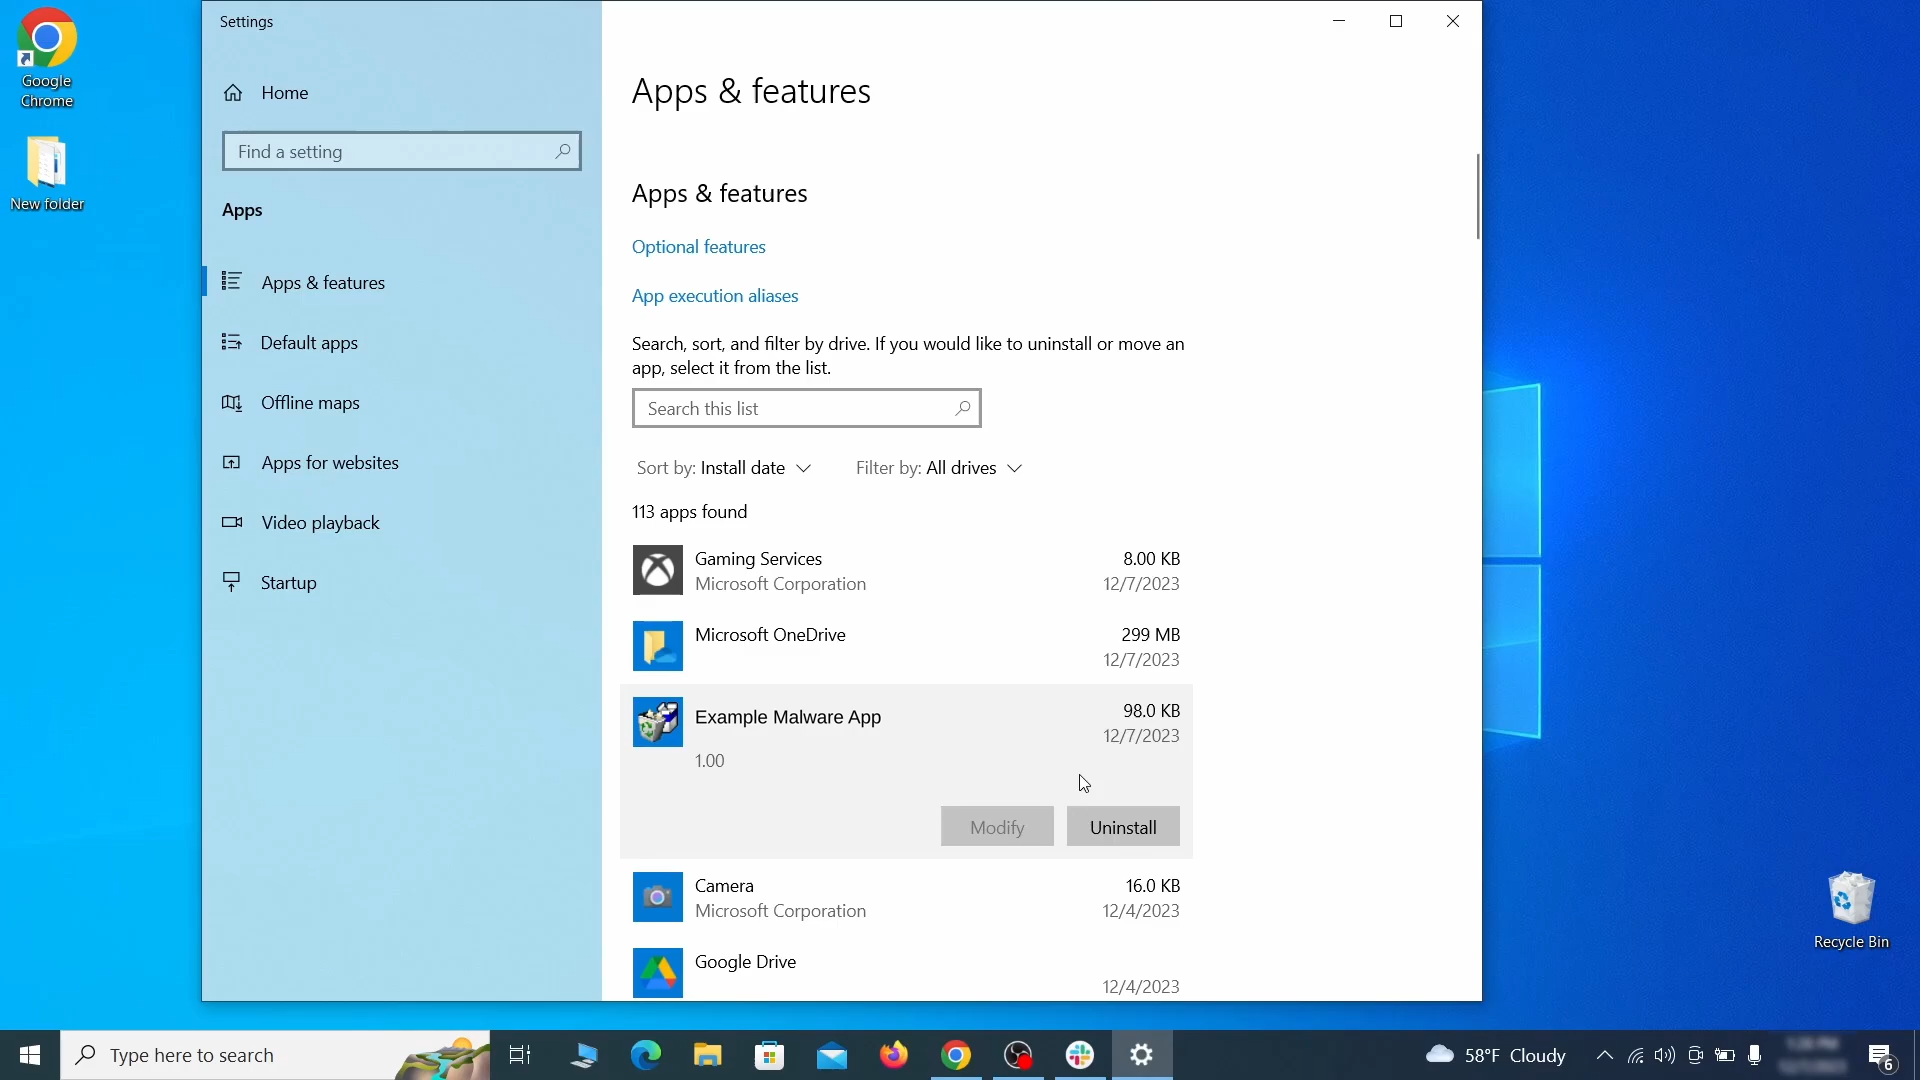 Settings
Google
Chrome
New folder
Home
Find a setting
Apps
Apps & features
Default apps
Offline maps
Apps for websites
Video playback
Startup
Apps & features
Apps & features
Optional features
App execution aliases
Search, sort, and filter by drive. If you would like to uninstall or move an
app, select it from the list.
Search this list
Sort by: Install date Filter by: All drives
113 apps found
Gaming Services 8.00 KB
Microsoft Corporation 12/7/2023
Microsoft OneDrive 299 MB
12/7/2023
Example Malware App 98.0 KB
12/7/2023
1.00
Modify Uninstall
Camera 16.0 KB
Microsoft Corporation 12/4/2023
Google Drive
12/4/2023
Recycle Bin
Type here to search
58°F Cloudy
6